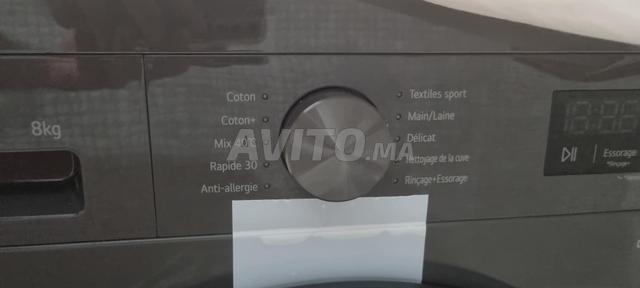 8kg
Coton
Coton+
Mix 40°C
Rapide 30
Anti-allergie
Textiles sport
Main/Laine
Délicat
Nettoyage de la cuve
Rinçage+Essorage
Essorage
*Rinçage+
AVITO.MA